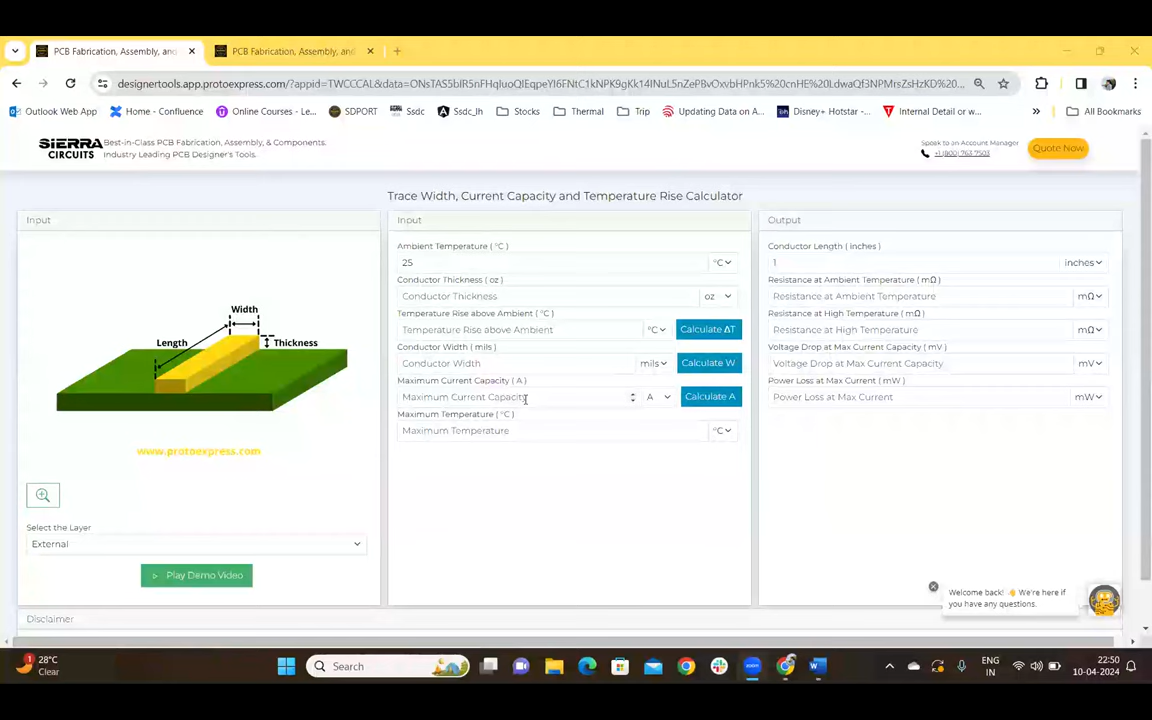 PCB Fabrication, Assembly, an
PCB Fabrication, Assembly, and
designertools.app.protoexpress.com/?appid=TWCCCAL&data=
Outlook Web App
Home - Confluence
Online Courses - Le...
SDPORT
Ssdc
Ssdc_lh
Stocks
Thermal
Trip
Updating Data on A...
Disney+ Hotstar -...
Internal Detail or w...
»
All Bookmarks
SIERRA
CIRCUITS
Best-in-Class PCB Fabrication, Assembly, & Components.
Industry Leading PCB Designer's Tools.
Speak to an Account Manager
+1 (800) 763 7503
Quote Now
Trace Width, Current Capacity and Temperature Rise Calculator
Input
Width
Length
Thickness
www.protoexpress.com
Select the Layer
External
Play Demo Video
Input
Ambient Temperature ( °C)
25 °C
Conductor Thickness ( oz)
Conductor Thickness oz
Temperature Rise above Ambient ( °C)
Temperature Rise above Ambient °C Calculate ΔT
Conductor Width ( mils)
Conductor Width mils Calculate W
Maximum Current Capacity ( A )
Maximum Current Capacity A Calculate A
Maximum Temperature ( °C)
Maximum Temperature °C
Output
Conductor Length ( inches )
1 inches
Resistance at Ambient Temperature ( mΩ)
Resistance at Ambient Temperature mΩ
Resistance at High Temperature ( mΩ)
Resistance at High Temperature mΩ
Voltage Drop at Max Current Capacity ( mV)
Voltage Drop at Max Current Capacity mV
Power Loss at Max Current ( mW )
Power Loss at Max Current mW
Welcome back! 👋 We're here if
you have any questions.
Disclaimer
1
28°C
Clear
Search
zoom
ENG
IN
22:50
10-04-2024